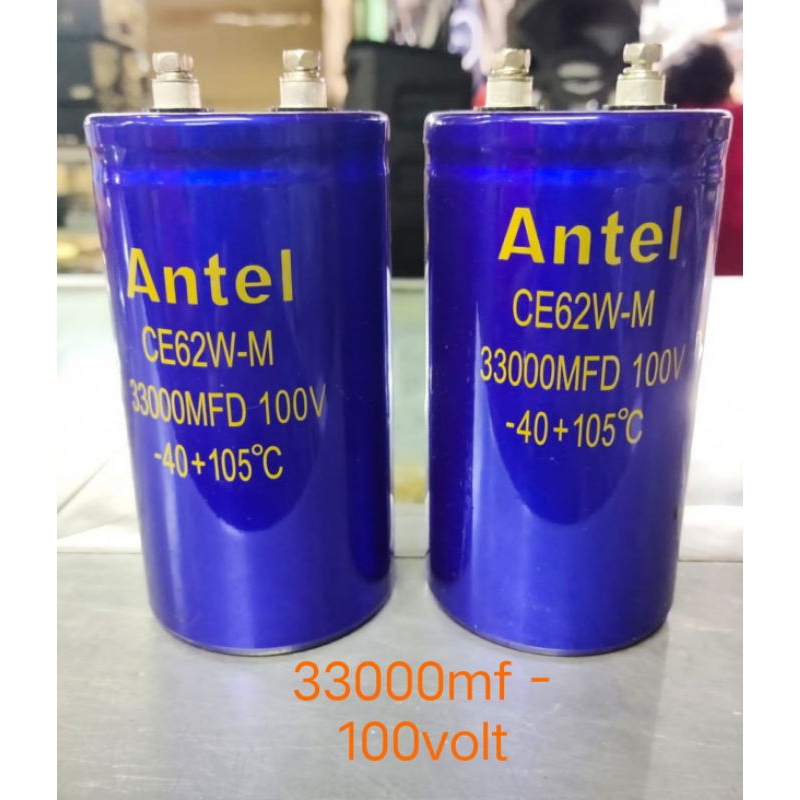 Antel
CE62W-M
33000MFD 100V
-40+105°C
Antel
CE62W-M
33000MFD 100V
-40+105°C
33000mf -
100volt